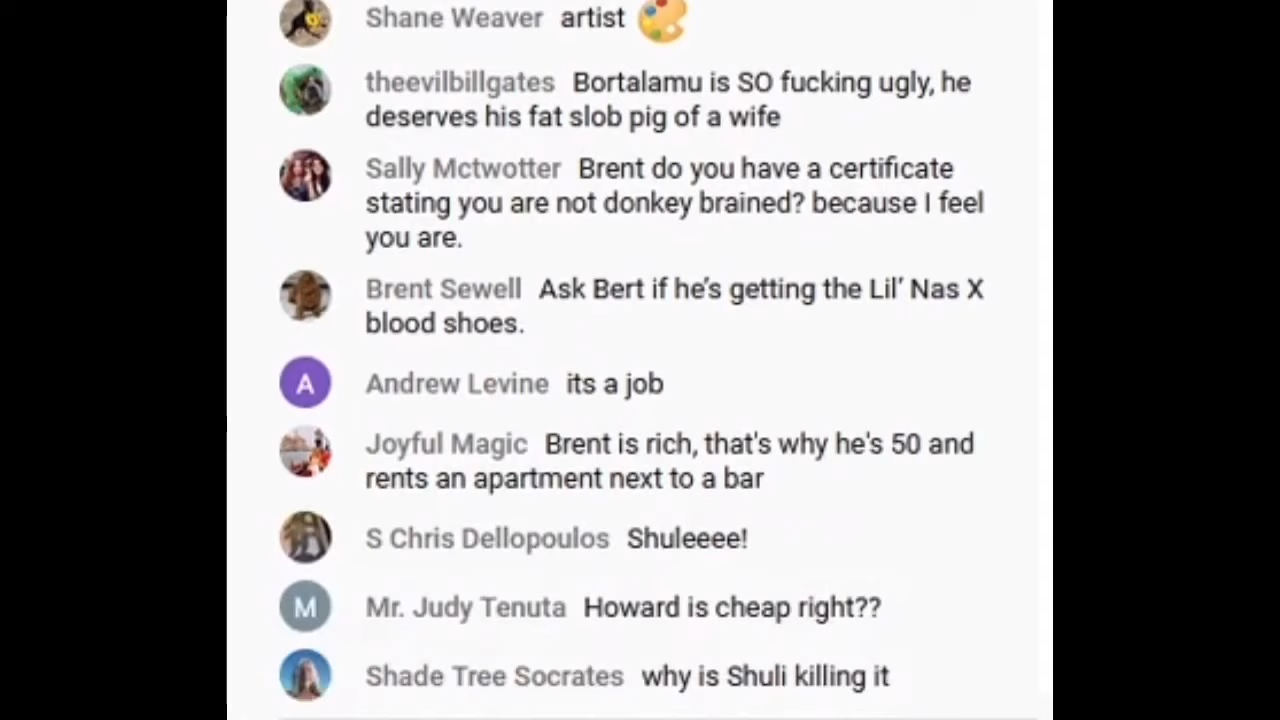 Shane Weaver artist 🎨
theevilbillgates Bortalamu is SO fucking ugly, he
deserves his fat slob pig of a wife
Sally Mctwotter Brent do you have a certificate
stating you are not donkey brained? because I feel
you are.
Brent Sewell Ask Bert if he's getting the Lil' Nas X
blood shoes.
A Andrew Levine its a job
Joyful Magic Brent is rich, that's why he's 50 and
rents an apartment next to a bar
S Chris Dellopoulos Shuleeee!
M Mr. Judy Tenuta Howard is cheap right??
Shade Tree Socrates why is Shuli killing it